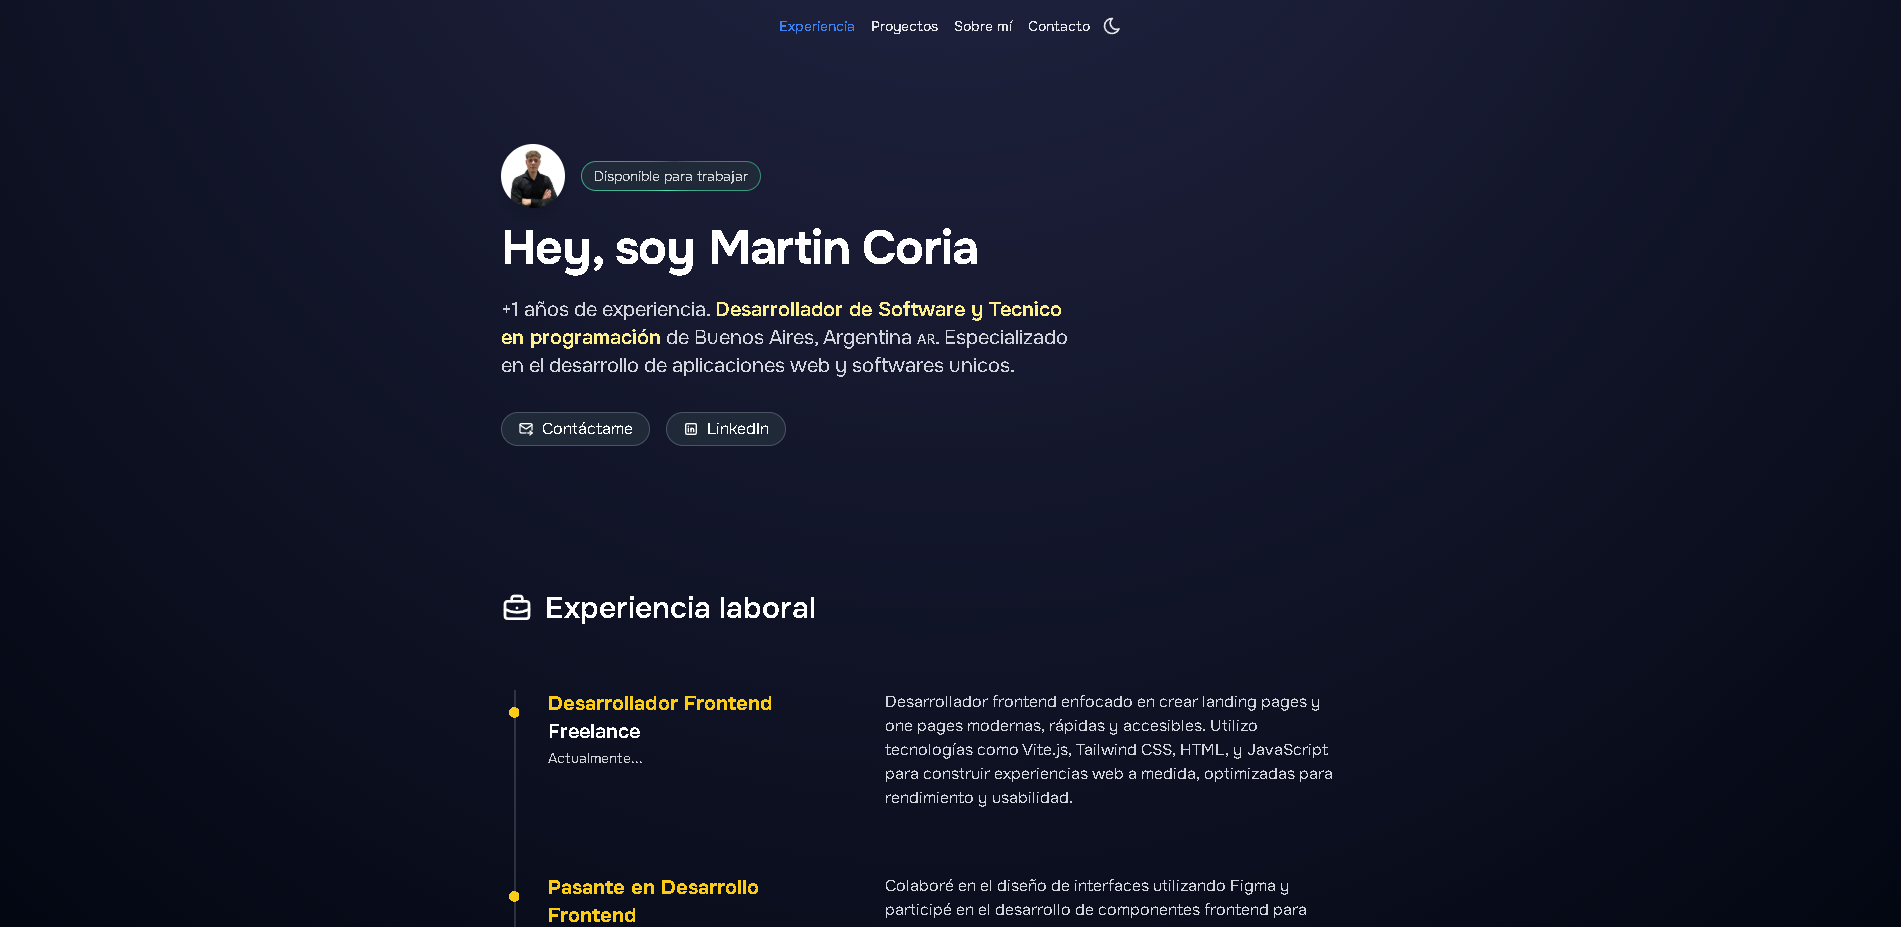 Experiencia Proyectos Sobre mí Contacto
Disponible para trabajar
Hey, soy Martin Coria
+1 años de experiencia. Desarrollador de Software y Tecnico
en programación de Buenos Aires, Argentina AR. Especializado
en el desarrollo de aplicaciones web y softwares unicos.
Contáctame LinkedIn
Experiencia laboral
Desarrollador Frontend
Freelance
Actualmente...
Desarrollador frontend enfocado en crear landing pages y
one pages modernas, rápidas y accesibles. Utilizo
tecnologías como Vite.js, Tailwind CSS, HTML, y JavaScript
para construir experiencias web a medida, optimizadas para
rendimiento y usabilidad.
Pasante en Desarrollo
Frontend
Colaboré en el diseño de interfaces utilizando Figma y
participé en el desarrollo de componentes frontend para